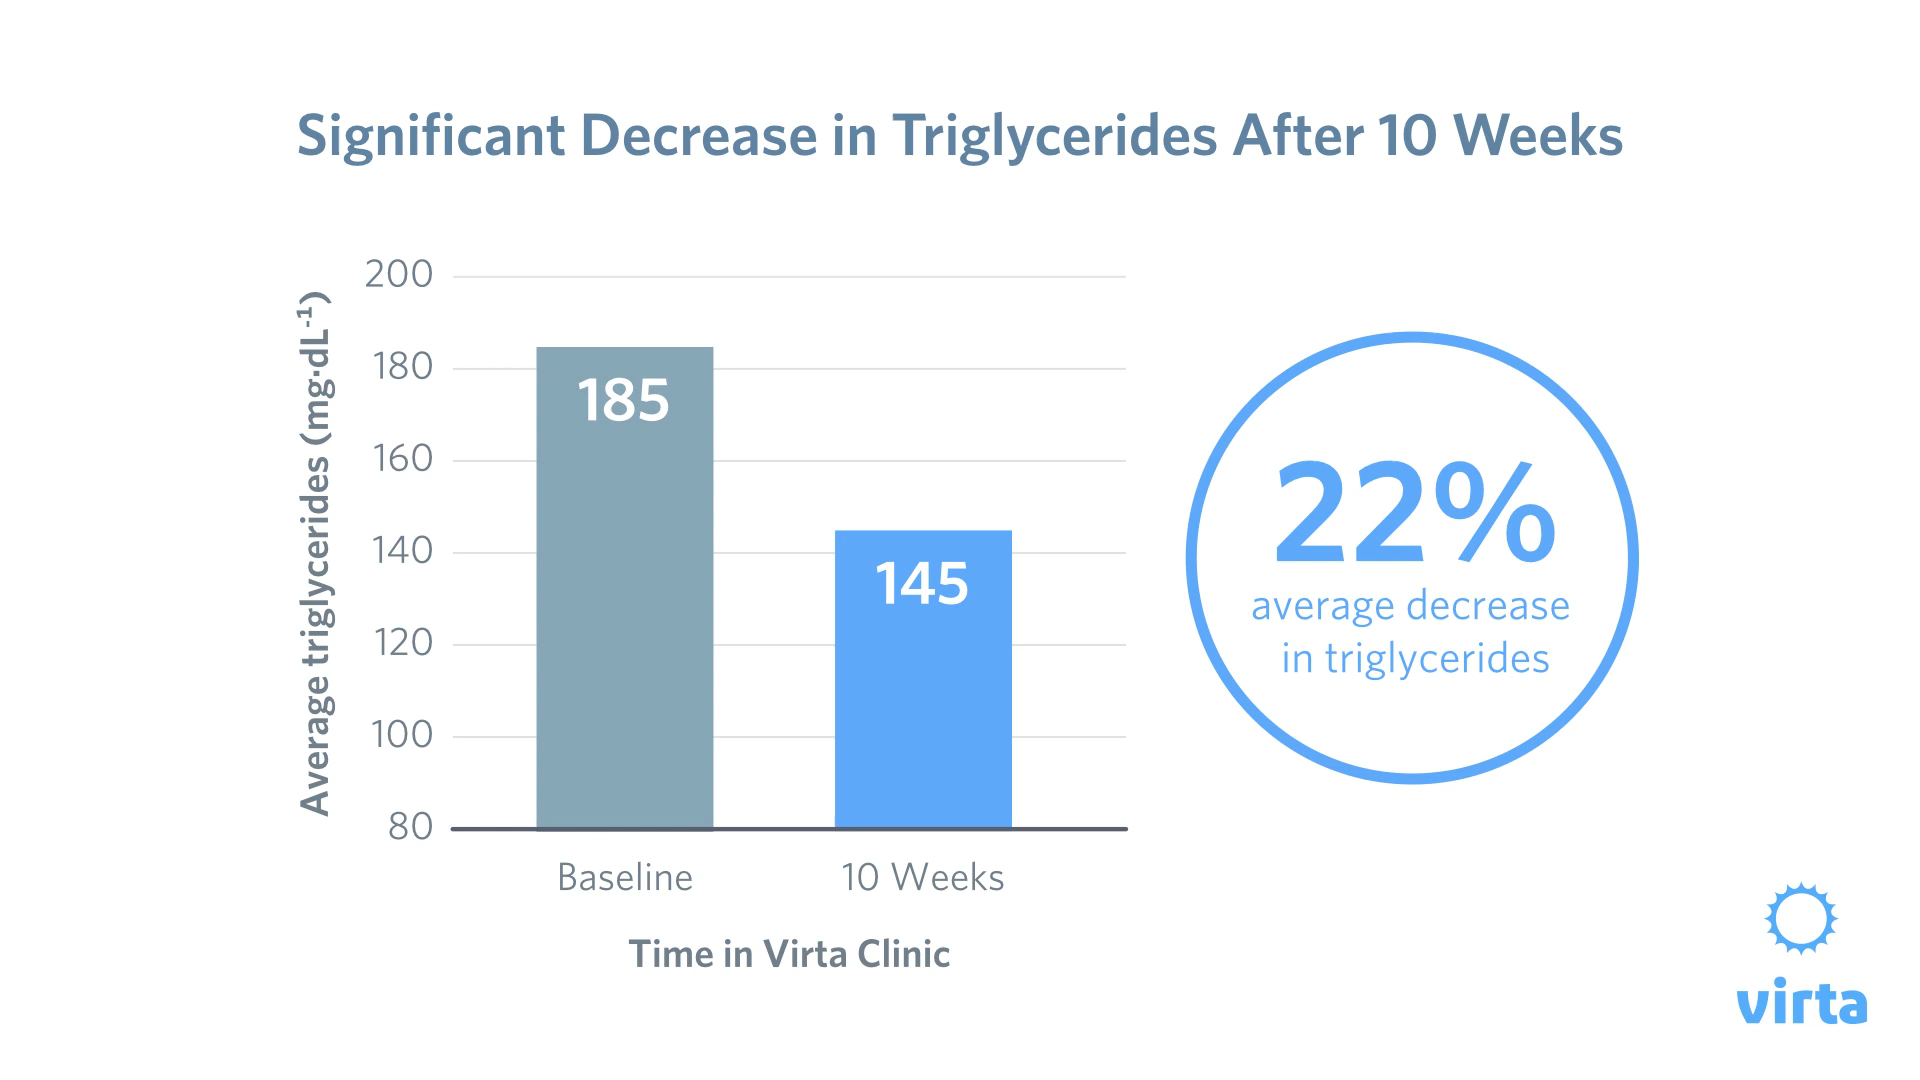 Significant Decrease in Triglycerides After 10 Weeks
Average triglycerides (mg·dL⁻¹)
200
180
160
140
120
100
80
185
145
Baseline
10 Weeks
Time in Virta Clinic
22%
average decrease
in triglycerides
virta